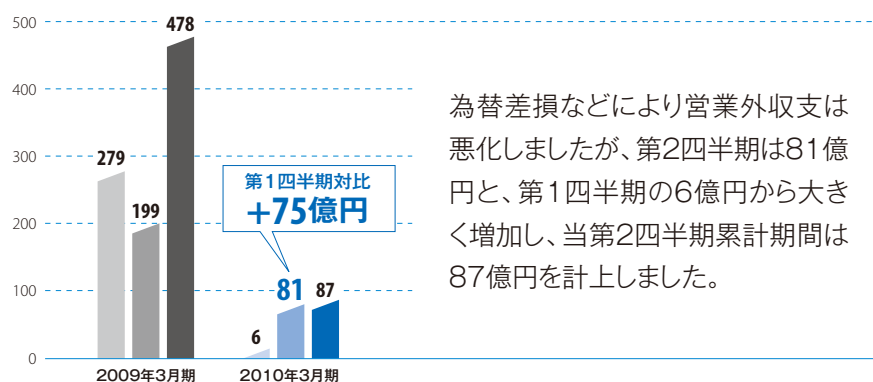 500
400
300
200
100
0
279
199
478
第1四半期対比
+75億円
6
81
87
2009年3月期
2010年3月期
為替差損などにより営業外収支は
悪化しましたが、第2四半期は81億
円と、第1四半期の6億円から大き
く増加し、当第2四半期累計期間は
87億円を計上しました。